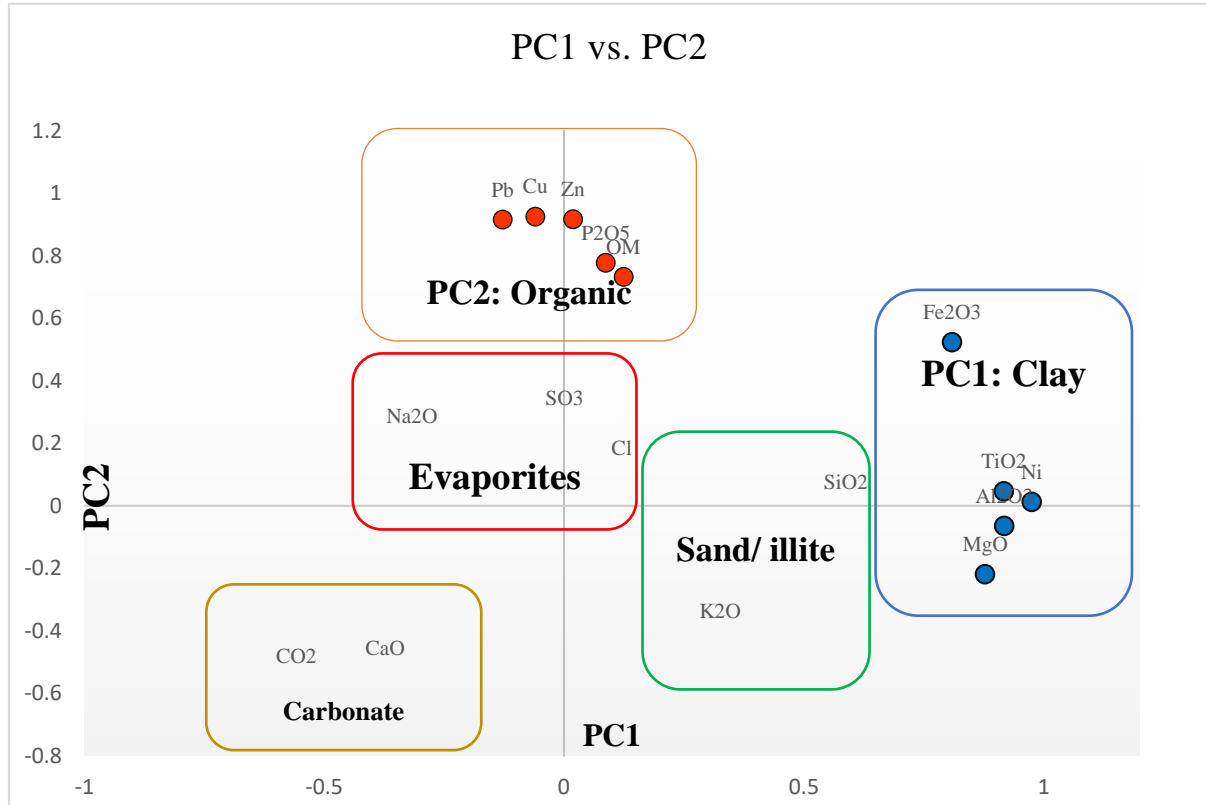 PC1 vs. PC2
1.2
1
0.8
0.6
0.4
0.2
0
-0.2
-0.4
-0.6
-0.8
PC2
Pb Cu Zn
P2O5
OM
PC2: Organic
Fe2O3
PC1: Clay
Na2O SO3
Cl
Evaporites
SiO2
TiO2
Ni
Al2O3
MgO
Sand/ illite
K2O
CO2 CaO
Carbonate
PC1
-1 -0.5 0 0.5 1